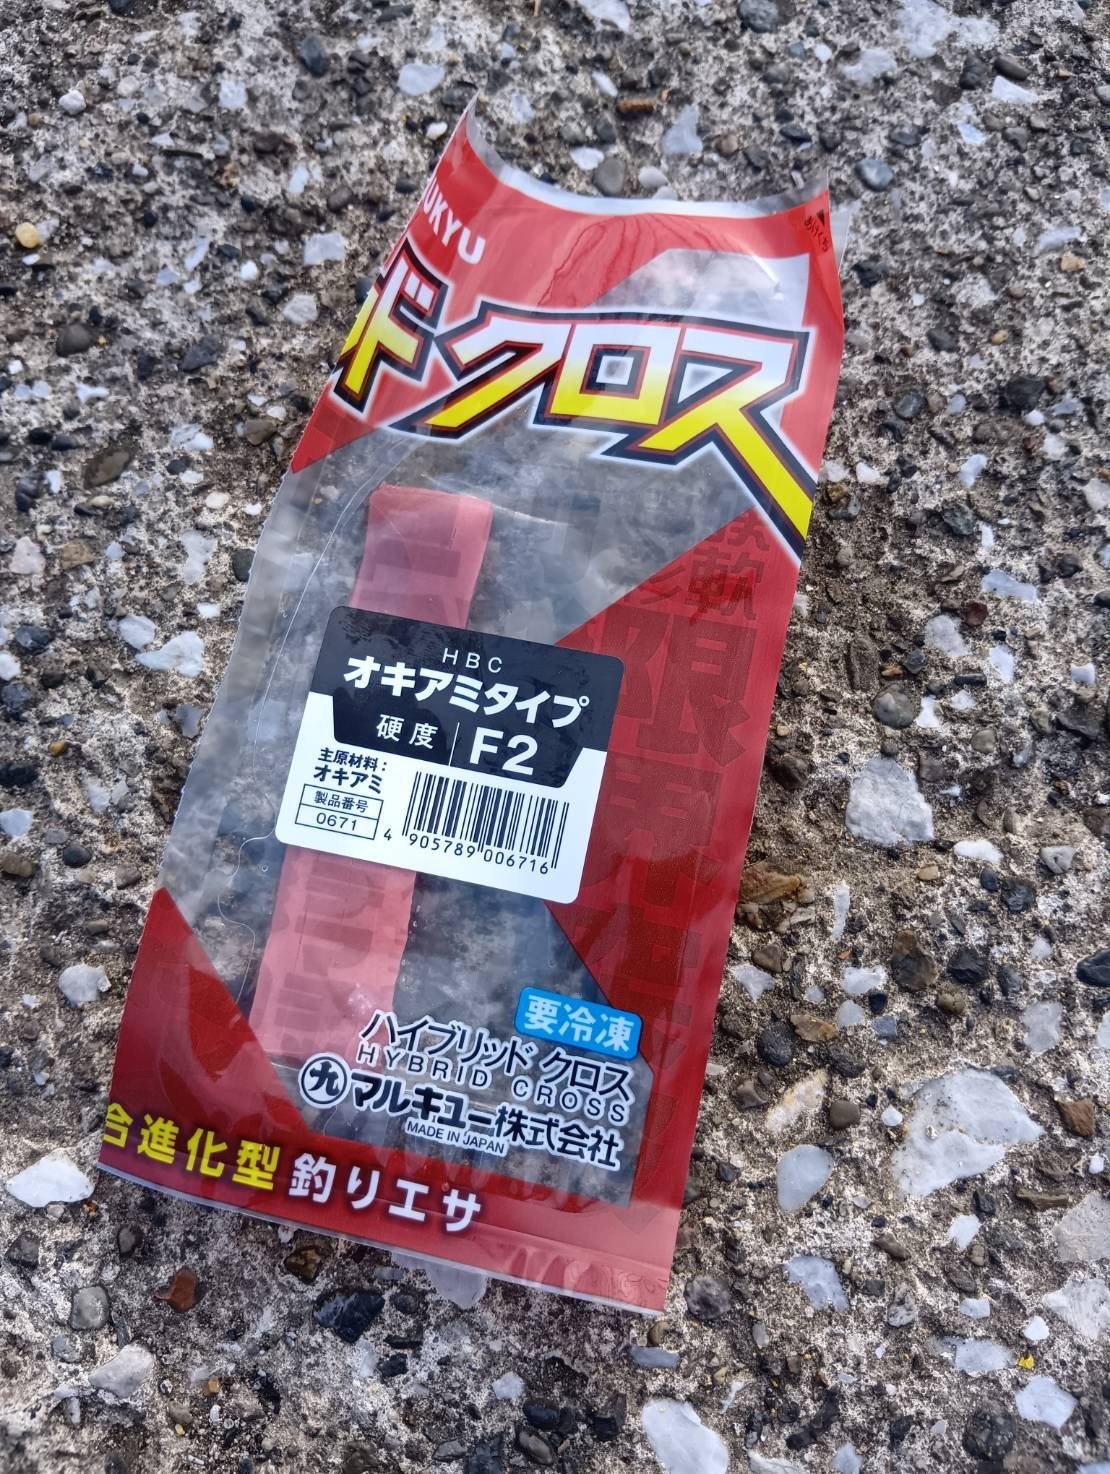 UKYU
ドクロス
限界
HBC
オキアミタイプ
硬度 F2
主原材料：
オキアミ
製品番号
0671
4 905789 006716
要冷凍
ハイブリッド クロス
HYBRID CROSS
九 マルキユー株式会社
MADE IN JAPAN
合進化型 釣りエサ